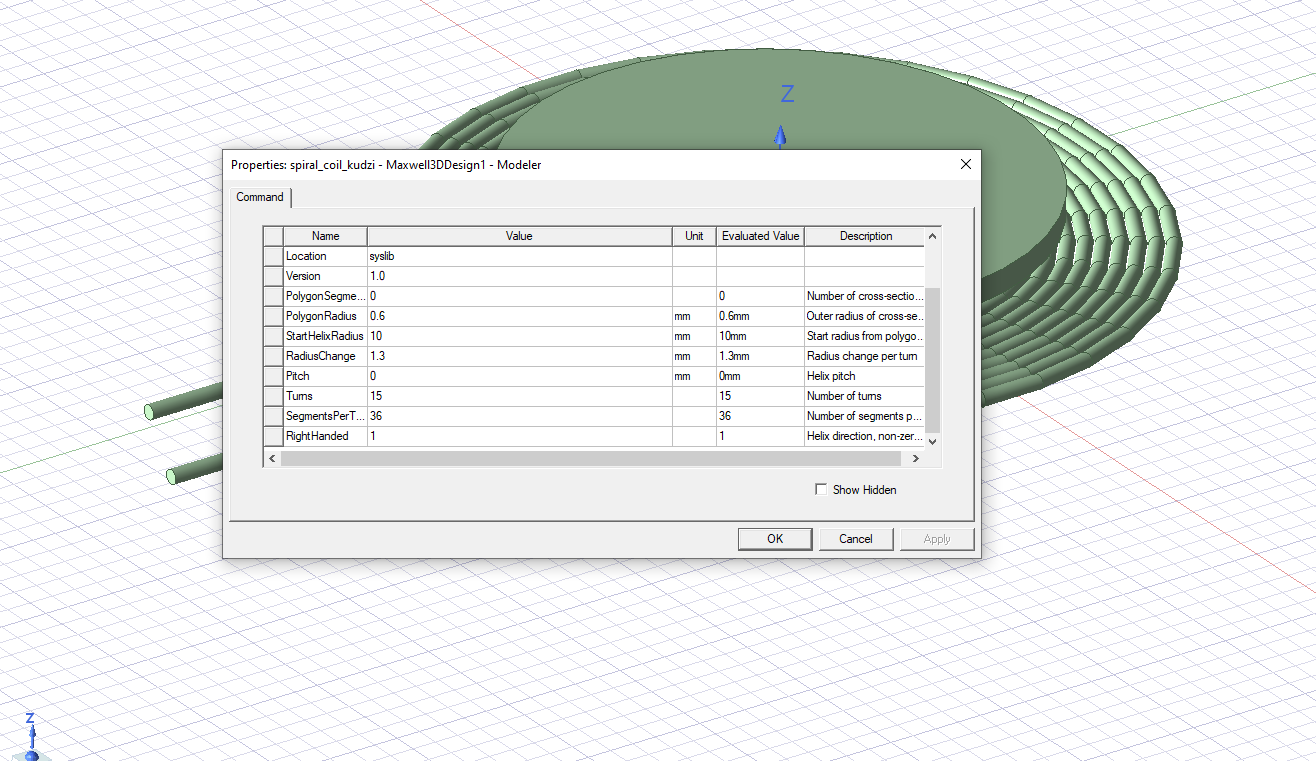 Z
Properties: spiral_coil_kudzi - Maxwell3DDesign1 - Modeler
Command
Name Value Unit Evaluated Value Description
Location syslib
Version 1.0
PolygonSegme... 0 0 Number of cross-sectio...
PolygonRadius 0.6 mm 0.6mm Outer radius of cross-se...
StartHelixRadius 10 mm 10mm Start radius from polygo...
RadiusChange 1.3 mm 1.3mm Radius change per turn
Pitch 0 mm 0mm Helix pitch
Turns 15 15 Number of turns
SegmentsPerT... 36 36 Number of segments p...
RightHanded 1 1 Helix direction, non-zer...
Show Hidden
OK Cancel Apply
Z